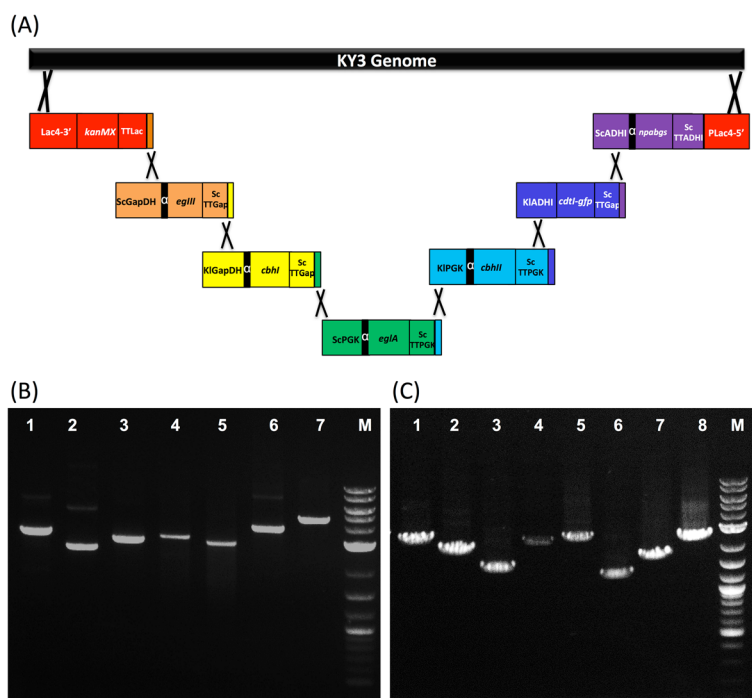 (A)
KY3 Genome
Lac4-3' kanMX TTLac
ScADHI α npabgs Sc TTADHI PLac4-5'
ScGapDH α egIII Sc TTGap
KlADHI cdtI-gfp Sc TTGap
KlGapDH α cbhI Sc TTGap
KlPGK α cbhII Sc TTPGK
ScPGK α eglA Sc TTPGK
(B)
1 2 3 4 5 6 7 M
(C)
1 2 3 4 5 6 7 8 M